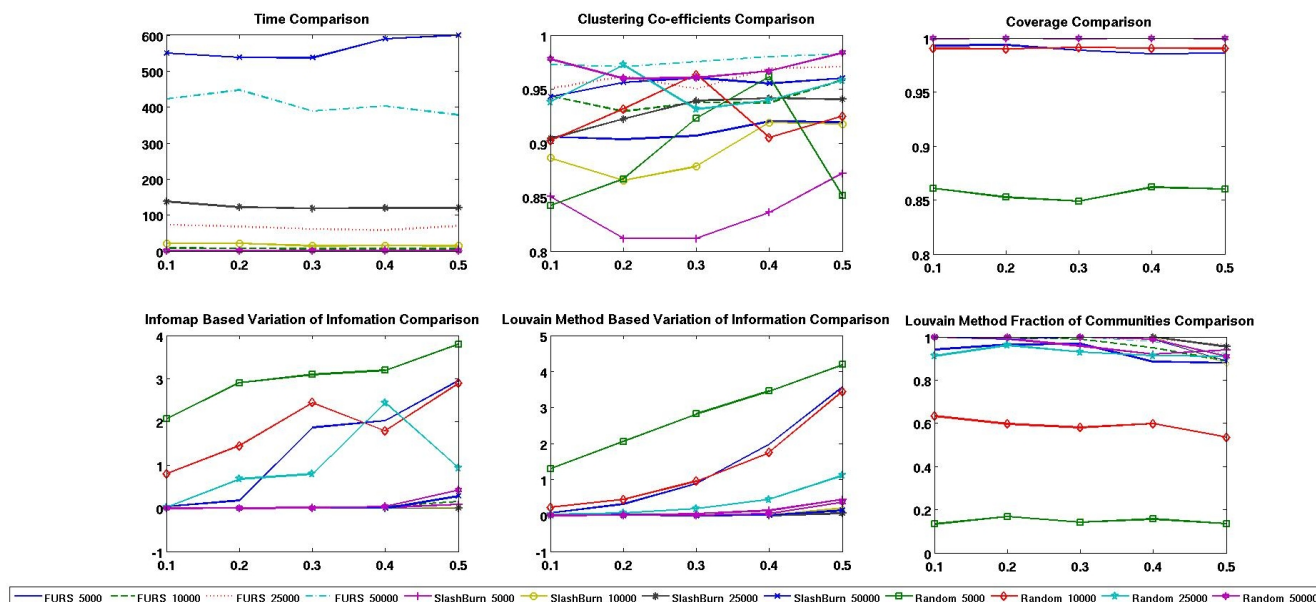 Time Comparison
600
500
400
300
200
100
0
0.1 0.2 0.3 0.4 0.5
Clustering Co-efficients Comparison
1
0.95
0.9
0.85
0.8
0.1 0.2 0.3 0.4 0.5
Coverage Comparison
1
0.95
0.9
0.85
0.8
0.1 0.2 0.3 0.4 0.5
Infomap Based Variation of Infomation Comparison
4
3
2
1
0
-1
0.1 0.2 0.3 0.4 0.5
Louvain Method Based Variation of Information Comparison
5
4
3
2
1
0
-1
0.1 0.2 0.3 0.4 0.5
Louvain Method Fraction of Communities Comparison
1
0.8
0.6
0.4
0.2
0
0.1 0.2 0.3 0.4 0.5
FURS 5000 FURS 10000 FURS 25000 FURS 50000 SlashBurn 5000 SlashBurn 10000 SlashBurn 25000 SlashBurn 50000 Random 5000 Random 10000 Random 25000 Random 50000